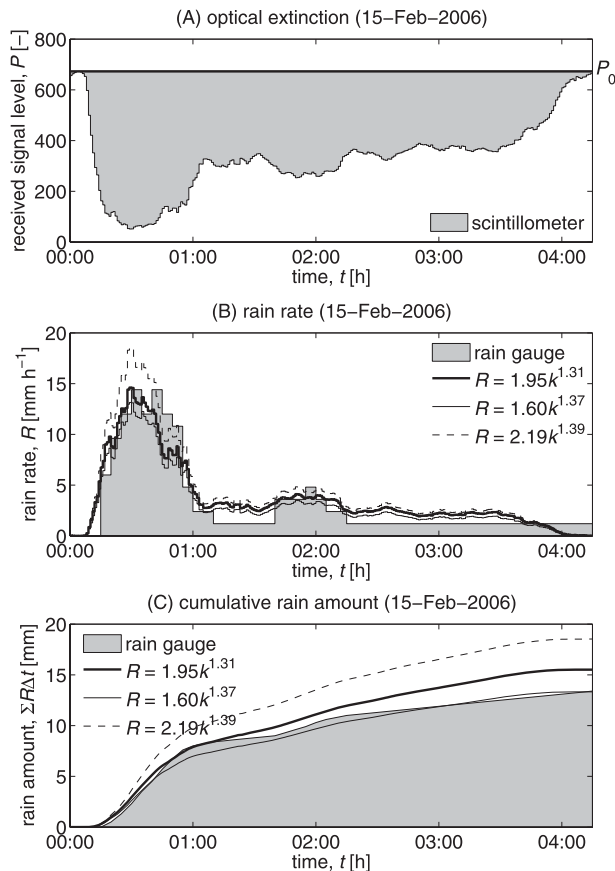 (A) optical extinction (15−Feb−2006)
received signal level, P [−]
800
600
400
200
0
P0
scintillometer
00:00 01:00 02:00 03:00 04:00
time, t [h]
(B) rain rate (15−Feb−2006)
rain rate, R [mm h−1]
20
15
10
5
0
rain gauge
R = 1.95k1.31
R = 1.60k1.37
R = 2.19k1.39
00:00 01:00 02:00 03:00 04:00
time, t [h]
(C) cumulative rain amount (15−Feb−2006)
rain amount, ΣRΔt [mm]
20
15
10
5
0
rain gauge
R = 1.95k1.31
R = 1.60k1.37
R = 2.19k1.39
00:00 01:00 02:00 03:00 04:00
time, t [h]